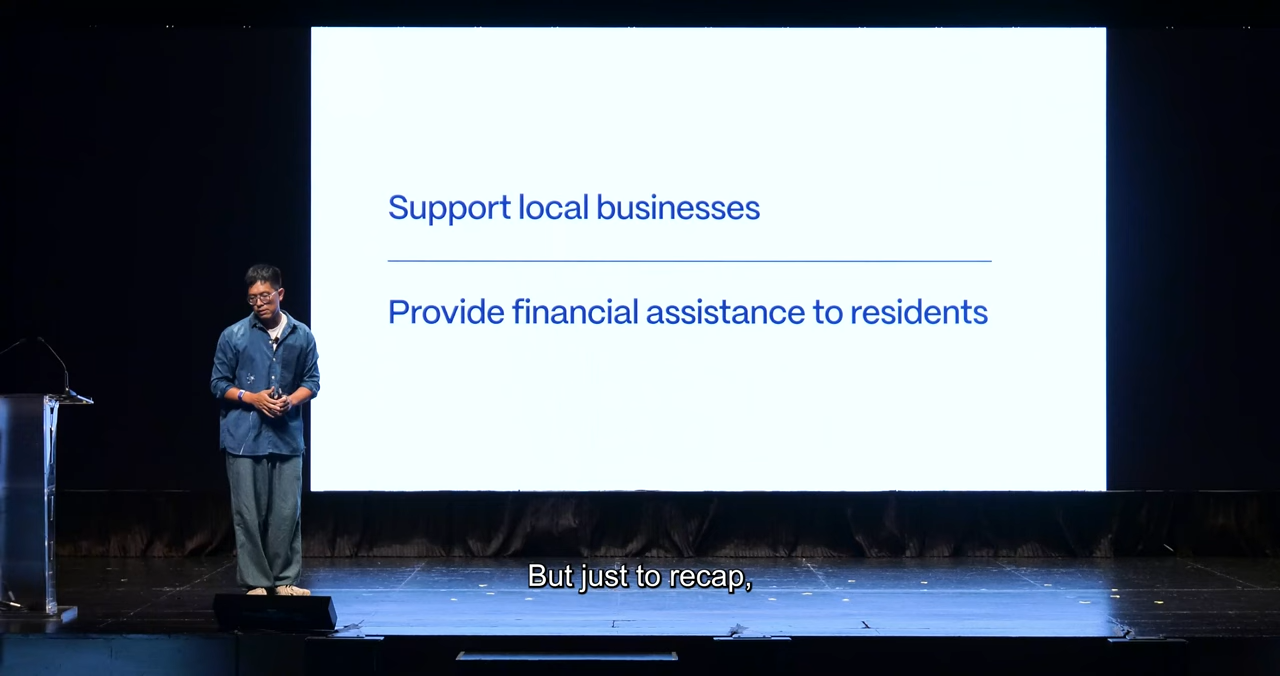 Support local businesses
Provide financial assistance to residents
But just to recap,